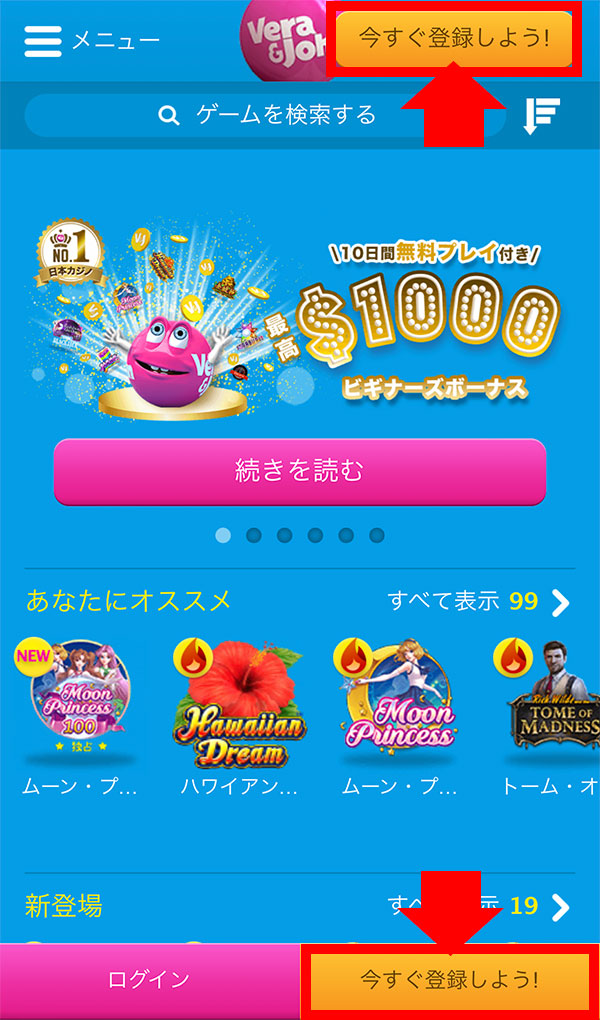 メニュー
Vera
&Joh
今すぐ登録しよう!
ゲームを検索する
NO.1
日本カジノ
\10日間無料プレイ付き/
最高
$1000
ビギナーズボーナス
Vera
&J
続きを読む
あなたにオススメ
すべて表示 99
NEW
Moon
Princess
100
独占
Hawaiian
Dream
Moon
Princess
Rich Wilde
TOME OF
MADNESS
ムーン・プ...
ハワイアン...
ムーン・プ...
トーム・オ
新登場
示 19
ログイン
今すぐ登録しよう!